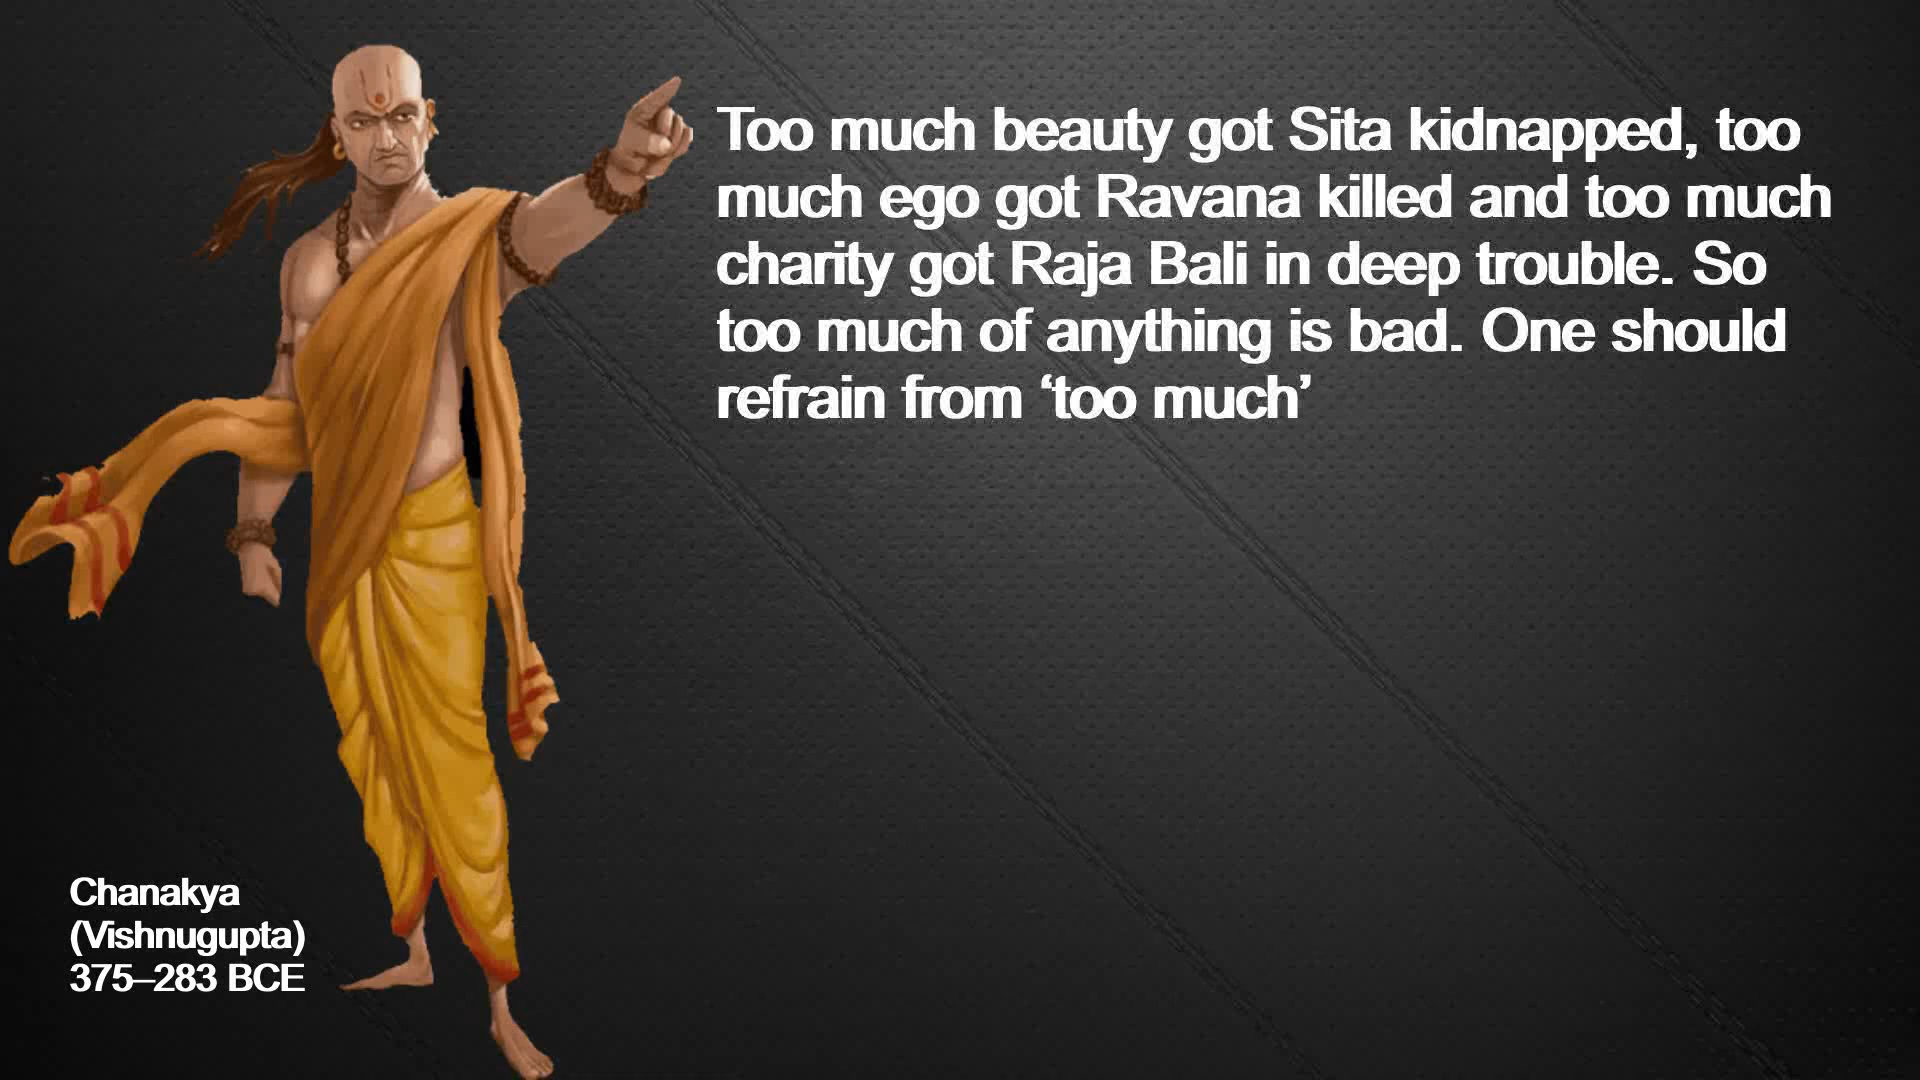 Too much beauty got Sita kidnapped, too
much ego got Ravana killed and too much
charity got Raja Bali in deep trouble. So
too much of anything is bad. One should
refrain from ‘too much’
Chanakya
(Vishnugupta)
375–283 BCE